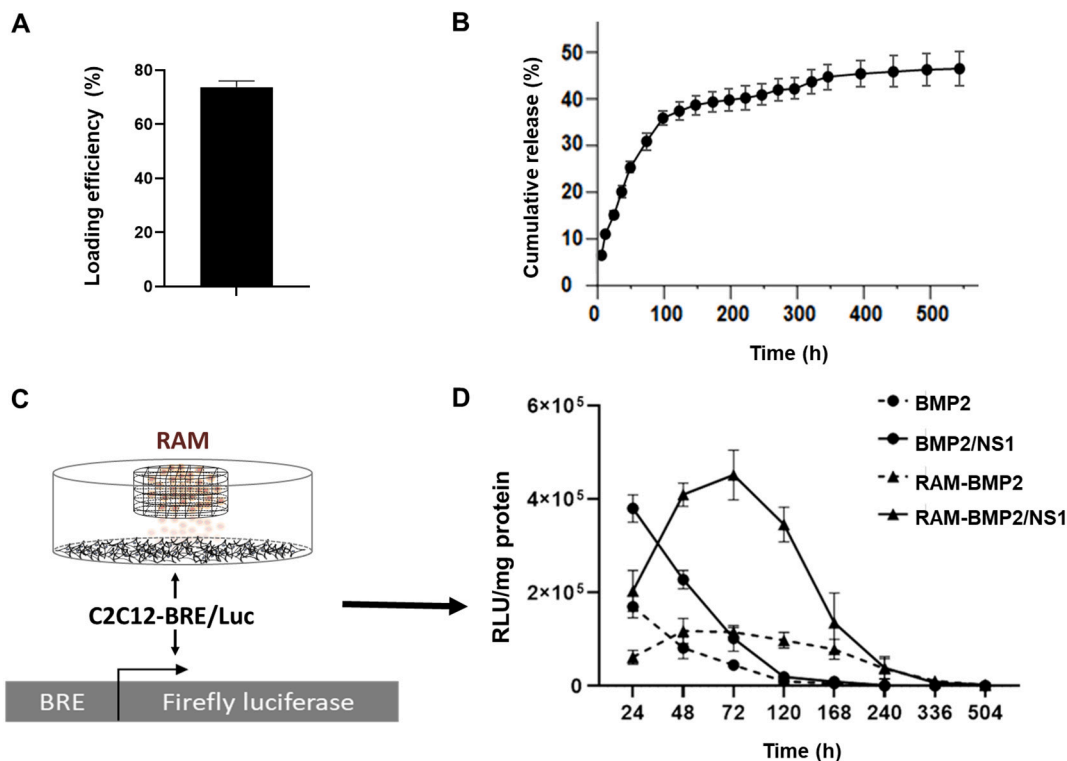 A
Loading efficiency (%)
80
60
40
20
0
B
Cumulative release (%)
50
40
30
20
10
0
0 100 200 300 400 500
Time (h)
C
RAM
C2C12-BRE/Luc
BRE Firefly luciferase
D
RLU/mg protein
6×10⁵
4×10⁵
2×10⁵
0
24 48 72 120 168 240 336 504
Time (h)
BMP2
BMP2/NS1
RAM-BMP2
RAM-BMP2/NS1